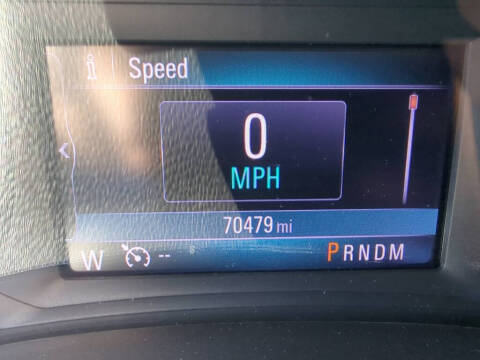 i Speed
0
MPH
70479 mi
W -- PRNDM